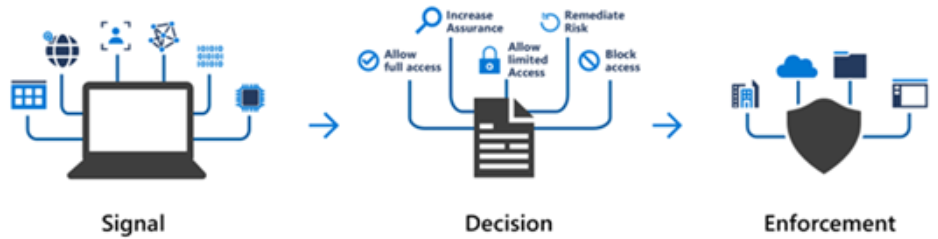 Increase
Assurance
Remediate
Risk
Allow
full access
Allow
limited
Access
Block
access
Signal
Decision
Enforcement